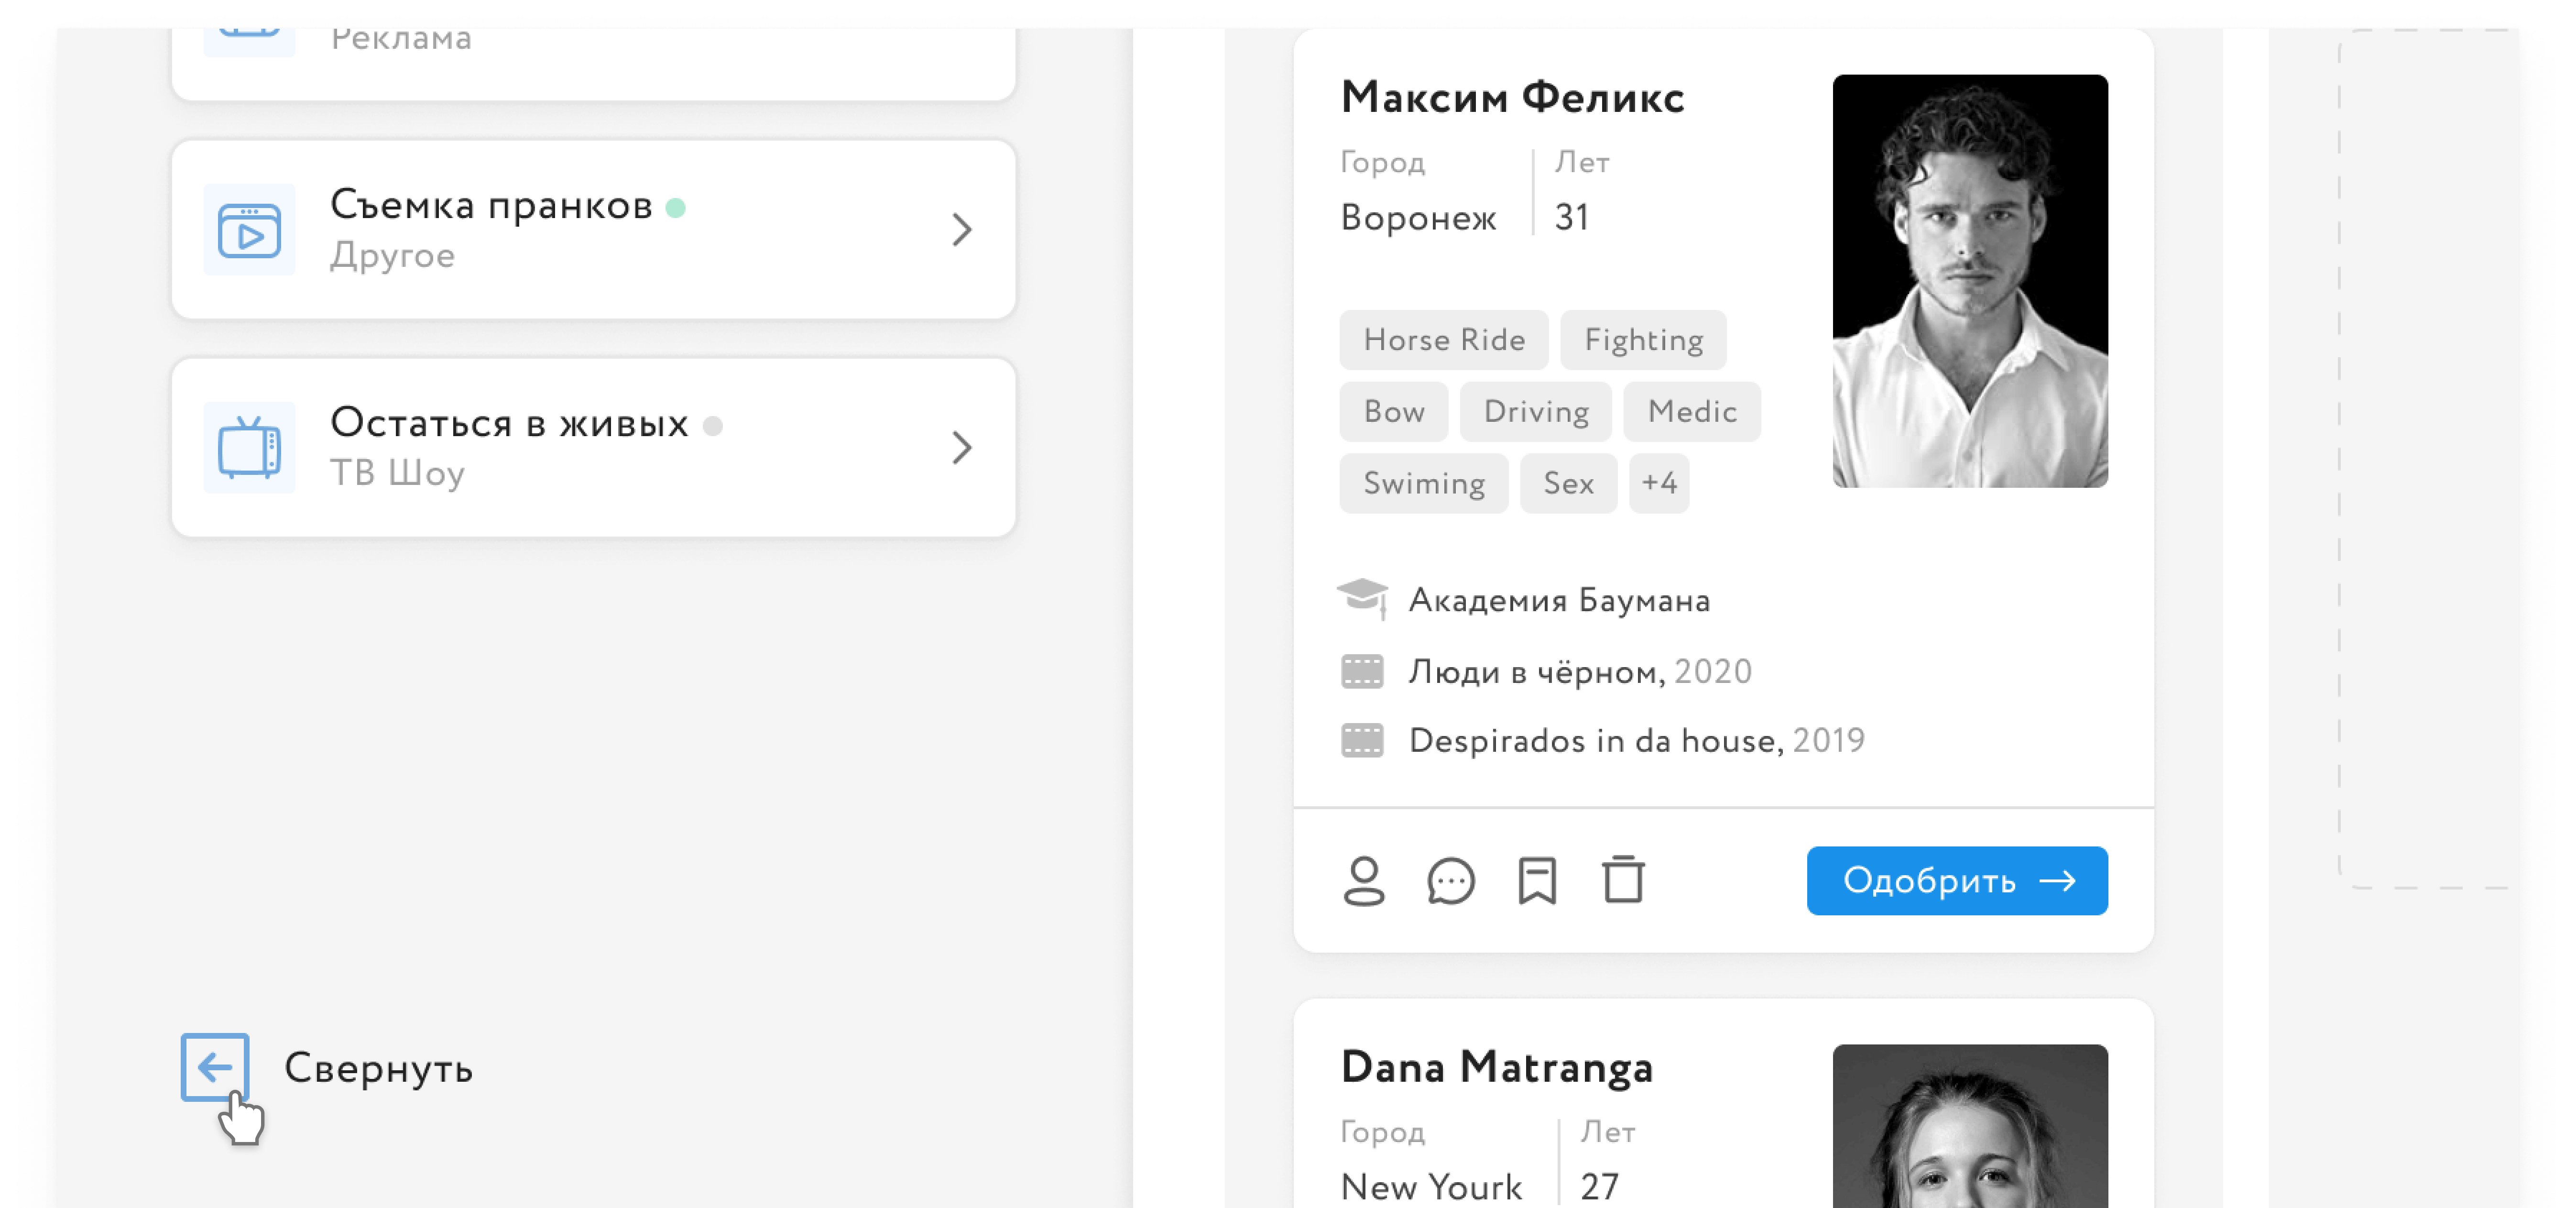 Реклама
Съемка пранков
Другое
Остаться в живых
ТВ Шоу
Свернуть
Максим Феликс
Город Лет
Воронеж 31
Horse Ride Fighting
Bow Driving Medic
Swiming Sex +4
Академия Баумана
Люди в чёрном, 2020
Despirados in da house, 2019
Одобрить
Dana Matranga
Город Лет
New Yourk 27